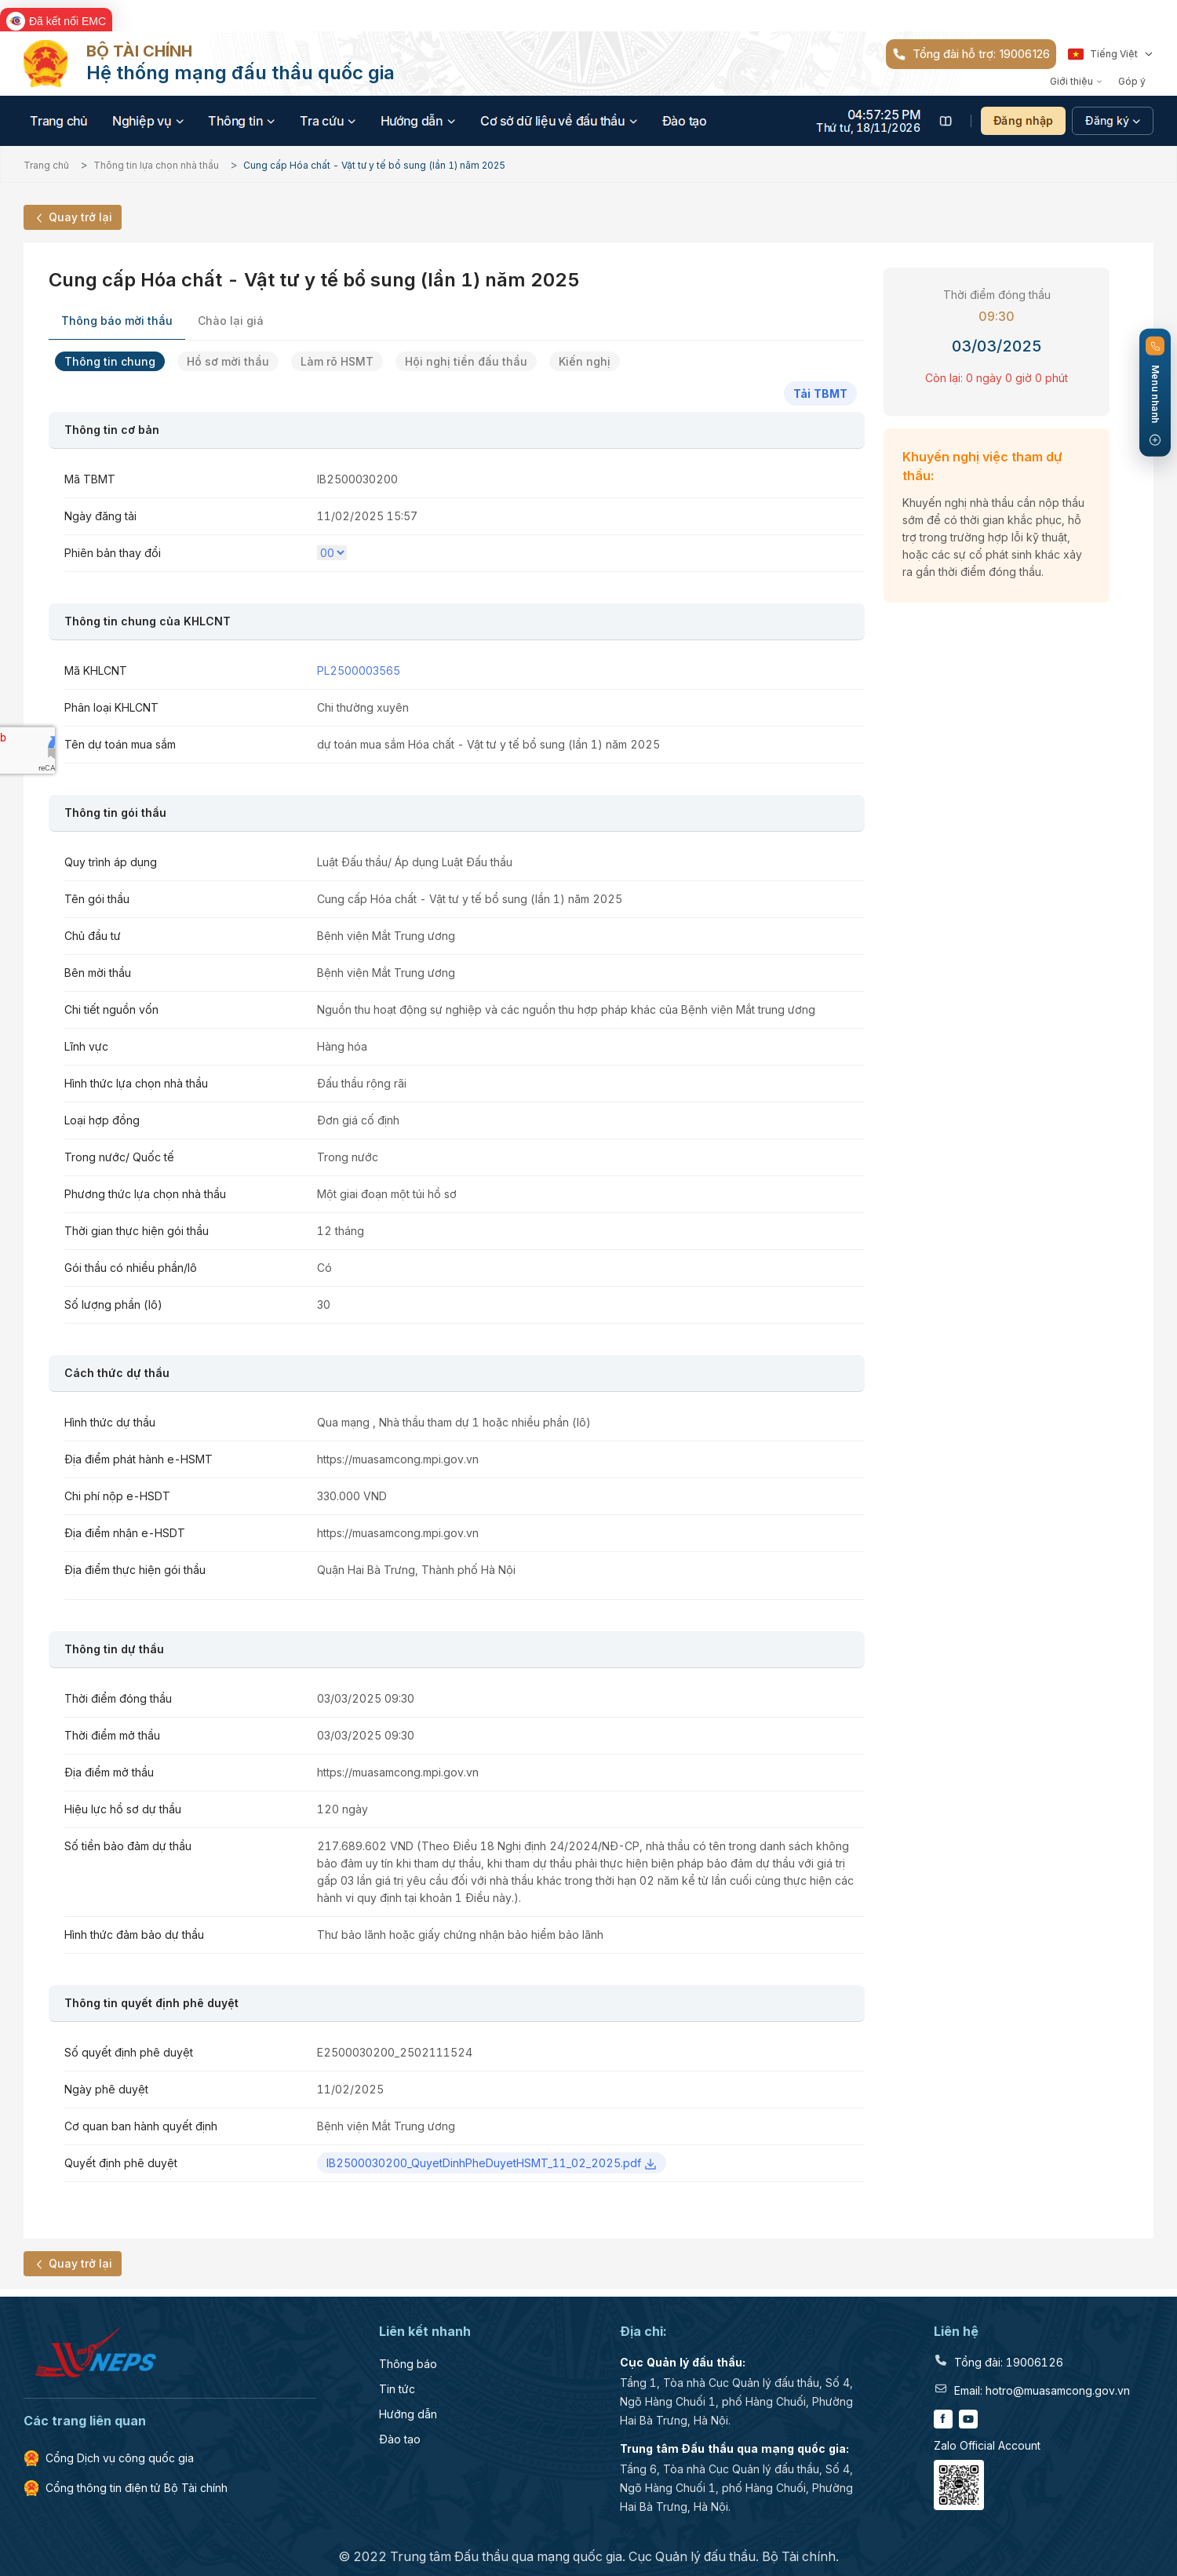 Đã kết nối EMC
BỘ TÀI CHÍNH
Hệ thống mạng đấu thầu quốc gia
Tổng đài hỗ trợ: 19006126
Tiếng Việt
Giới thiệu
Góp ý
Trang chủ
Nghiệp vụ
Thông tin
Tra cứu
Hướng dẫn
Cơ sở dữ liệu về đấu thầu
Đào tạo
04:57:25 PM
Thứ tư, 18/11/2026
Đăng nhập
Đăng ký
Trang chủ > Thông tin lựa chọn nhà thầu > Cung cấp Hóa chất - Vật tư y tế bổ sung (lần 1) năm 2025
Quay trở lại
Cung cấp Hóa chất - Vật tư y tế bổ sung (lần 1) năm 2025
Thông báo mời thầu
Chào lại giá
Thông tin chung
Hồ sơ mời thầu
Làm rõ HSMT
Hội nghị tiền đấu thầu
Kiến nghị
Tải TBMT
Thời điểm đóng thầu
09:30
03/03/2025
Còn lại: 0 ngày 0 giờ 0 phút
Khuyến nghị việc tham dự
thầu:
Khuyến nghị nhà thầu cần nộp thầu
sớm để có thời gian khắc phục, hỗ
trợ trong trường hợp lỗi kỹ thuật,
hoặc các sự cố phát sinh khác xảy
ra gần thời điểm đóng thầu.
Menu nhanh
Thông tin cơ bản
Mã TBMT
IB2500030200
Ngày đăng tải
11/02/2025 15:57
Phiên bản thay đổi
00
Thông tin chung của KHLCNT
Mã KHLCNT
PL2500003565
Phân loại KHLCNT
Chi thường xuyên
Tên dự toán mua sắm
dự toán mua sắm Hóa chất - Vật tư y tế bổ sung (lần 1) năm 2025
b
reCA
Thông tin gói thầu
Quy trình áp dụng
Luật Đấu thầu/ Áp dụng Luật Đấu thầu
Tên gói thầu
Cung cấp Hóa chất - Vật tư y tế bổ sung (lần 1) năm 2025
Chủ đầu tư
Bệnh viện Mắt Trung ương
Bên mời thầu
Bệnh viện Mắt Trung ương
Chi tiết nguồn vốn
Nguồn thu hoạt động sự nghiệp và các nguồn thu hợp pháp khác của Bệnh viện Mắt trung ương
Lĩnh vực
Hàng hóa
Hình thức lựa chọn nhà thầu
Đấu thầu rộng rãi
Loại hợp đồng
Đơn giá cố định
Trong nước/ Quốc tế
Trong nước
Phương thức lựa chọn nhà thầu
Một giai đoạn một túi hồ sơ
Thời gian thực hiện gói thầu
12 tháng
Gói thầu có nhiều phần/lô
Có
Số lượng phần (lô)
30
Cách thức dự thầu
Hình thức dự thầu
Qua mạng , Nhà thầu tham dự 1 hoặc nhiều phần (lô)
Địa điểm phát hành e-HSMT
https://muasamcong.mpi.gov.vn
Chi phí nộp e-HSDT
330.000 VND
Địa điểm nhận e-HSDT
https://muasamcong.mpi.gov.vn
Địa điểm thực hiện gói thầu
Quận Hai Bà Trưng, Thành phố Hà Nội
Thông tin dự thầu
Thời điểm đóng thầu
03/03/2025 09:30
Thời điểm mở thầu
03/03/2025 09:30
Địa điểm mở thầu
https://muasamcong.mpi.gov.vn
Hiệu lực hồ sơ dự thầu
120 ngày
Số tiền bảo đảm dự thầu
217.689.602 VND (Theo Điều 18 Nghị định 24/2024/NĐ-CP, nhà thầu có tên trong danh sách không
bảo đảm uy tín khi tham dự thầu, khi tham dự thầu phải thực hiện biện pháp bảo đảm dự thầu với giá trị
gấp 03 lần giá trị yêu cầu đối với nhà thầu khác trong thời hạn 02 năm kể từ lần cuối cùng thực hiện các
hành vi quy định tại khoản 1 Điều này.).
Hình thức đảm bảo dự thầu
Thư bảo lãnh hoặc giấy chứng nhận bảo hiểm bảo lãnh
Thông tin quyết định phê duyệt
Số quyết định phê duyệt
E2500030200_2502111524
Ngày phê duyệt
11/02/2025
Cơ quan ban hành quyết định
Bệnh viện Mắt Trung ương
Quyết định phê duyệt
IB2500030200_QuyetDinhPheDuyetHSMT_11_02_2025.pdf
Quay trở lại
VNEPS
Các trang liên quan
Cổng Dịch vụ công quốc gia
Cổng thông tin điện tử Bộ Tài chính
Liên kết nhanh
Thông báo
Tin tức
Hướng dẫn
Đào tạo
Địa chỉ:
Cục Quản lý đấu thầu:
Tầng 1, Tòa nhà Cục Quản lý đấu thầu, Số 4,
Ngõ Hàng Chuối 1, phố Hàng Chuối, Phường
Hai Bà Trưng, Hà Nội.
Trung tâm Đấu thầu qua mạng quốc gia:
Tầng 6, Tòa nhà Cục Quản lý đấu thầu, Số 4,
Ngõ Hàng Chuối 1, phố Hàng Chuối, Phường
Hai Bà Trưng, Hà Nội.
Liên hệ
Tổng đài: 19006126
Email: hotro@muasamcong.gov.vn
Zalo Official Account
© 2022 Trung tâm Đấu thầu qua mạng quốc gia. Cục Quản lý đấu thầu. Bộ Tài chính.